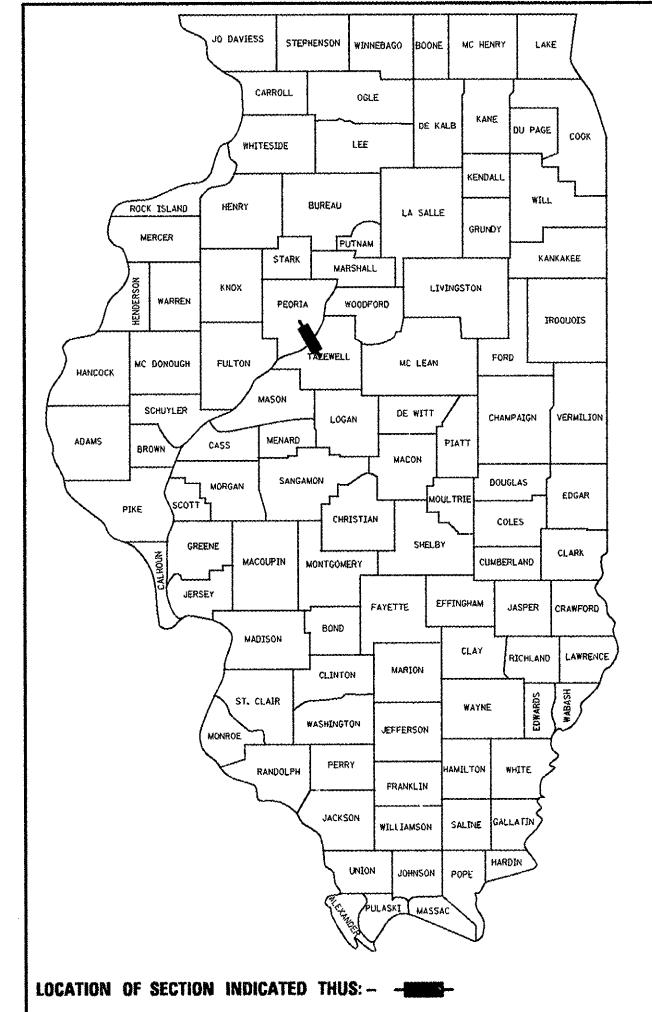 JO DAVIESS STEPHENSON WINNEBAGO BOONE MC HENRY LAKE
CARROLL OGLE DE KALB KANE DU PAGE COOK
WHITESIDE LEE
KENDALL WILL
ROCK ISLAND HENRY BUREAU LA SALLE GRUNDY
MERCER PUTNAM
STARK MARSHALL KANKAKEE
HENDERSON WARREN KNOX PEORIA WOODFORD LIVINGSTON IROQUOIS
HANCOCK MC DONOUGH FULTON TAZEWELL MC LEAN FORD
SCHUYLER MASON DE WITT CHAMPAIGN VERMILION
ADAMS BROWN CASS MENARD LOGAN PIATT
MACON
PIKE SCOTT MORGAN SANGAMON MOULTRIE DOUGLAS EDGAR
CHRISTIAN COLES
CALHOUN GREENE MACOUPIN MONTGOMERY SHELBY CUMBERLAND CLARK
JERSEY FAYETTE EFFINGHAM JASPER CRAWFORD
MADISON BOND
CLAY RICHLAND LAWRENCE
CLINTON MARION
ST. CLAIR WAYNE EDWARDS WABASH
WASHINGTON JEFFERSON
MONROE
RANDOLPH PERRY HAMILTON WHITE
FRANKLIN
JACKSON WILLIAMSON SALINE GALLATIN
UNION JOHNSON POPE HARDIN
ALEXANDER PULASKI MASSAC
LOCATION OF SECTION INDICATED THUS: -